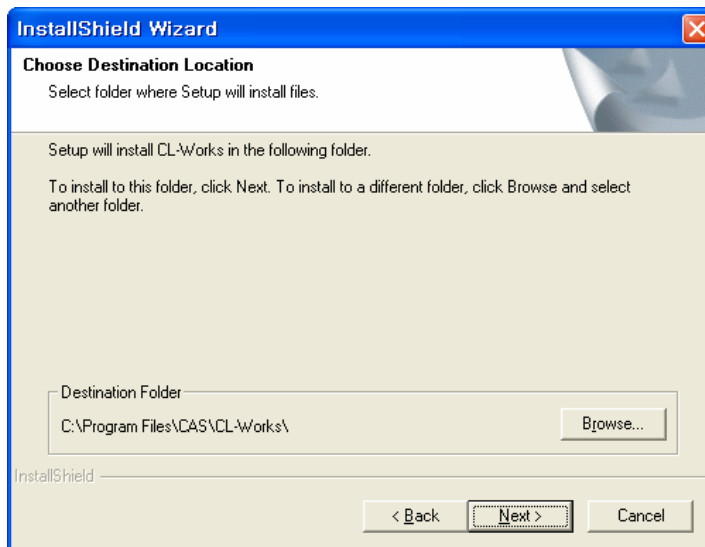 InstallShield Wizard
Choose Destination Location
Select folder where Setup will install files.
Setup will install CL-Works in the following folder.
To install to this folder, click Next. To install to a different folder, click Browse and select
another folder.
Destination Folder
C:\Program Files\CAS\CL-Works\
Browse...
InstallShield
< Back
Next >
Cancel